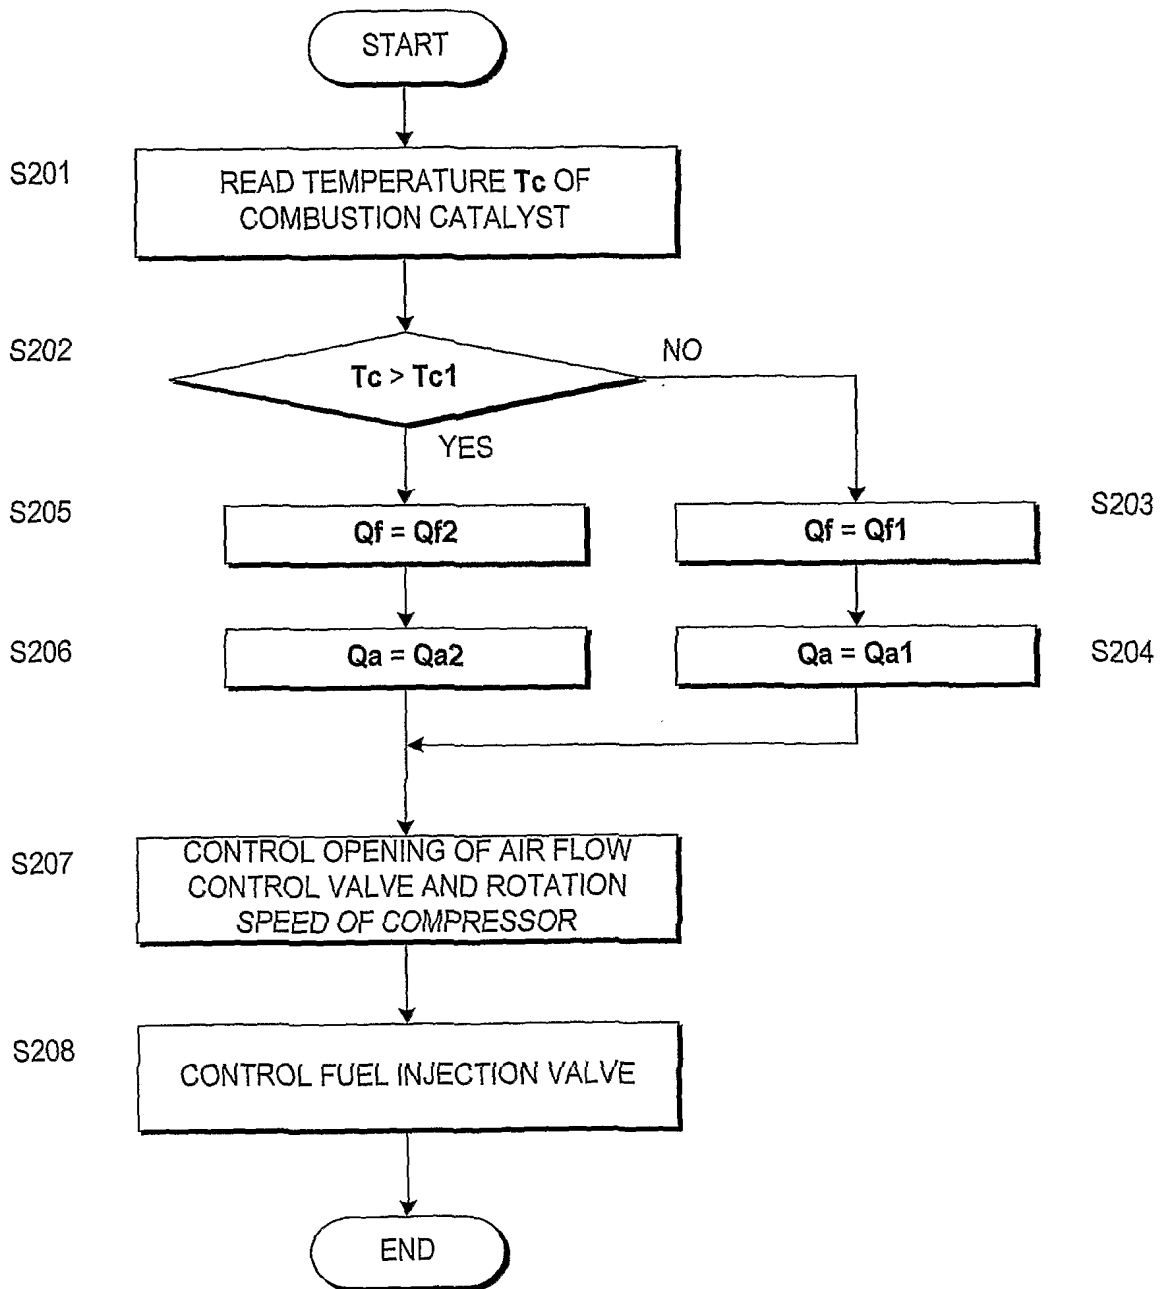 START
S201
READ TEMPERATURE Tc OF
COMBUSTION CATALYST
S202
Tc > Tc1
NO
YES
S205
Qf = Qf2
Qf = Qf1
S203
S206
Qa = Qa2
Qa = Qa1
S204
S207
CONTROL OPENING OF AIR FLOW
CONTROL VALVE AND ROTATION
SPEED OF COMPRESSOR
S208
CONTROL FUEL INJECTION VALVE
END